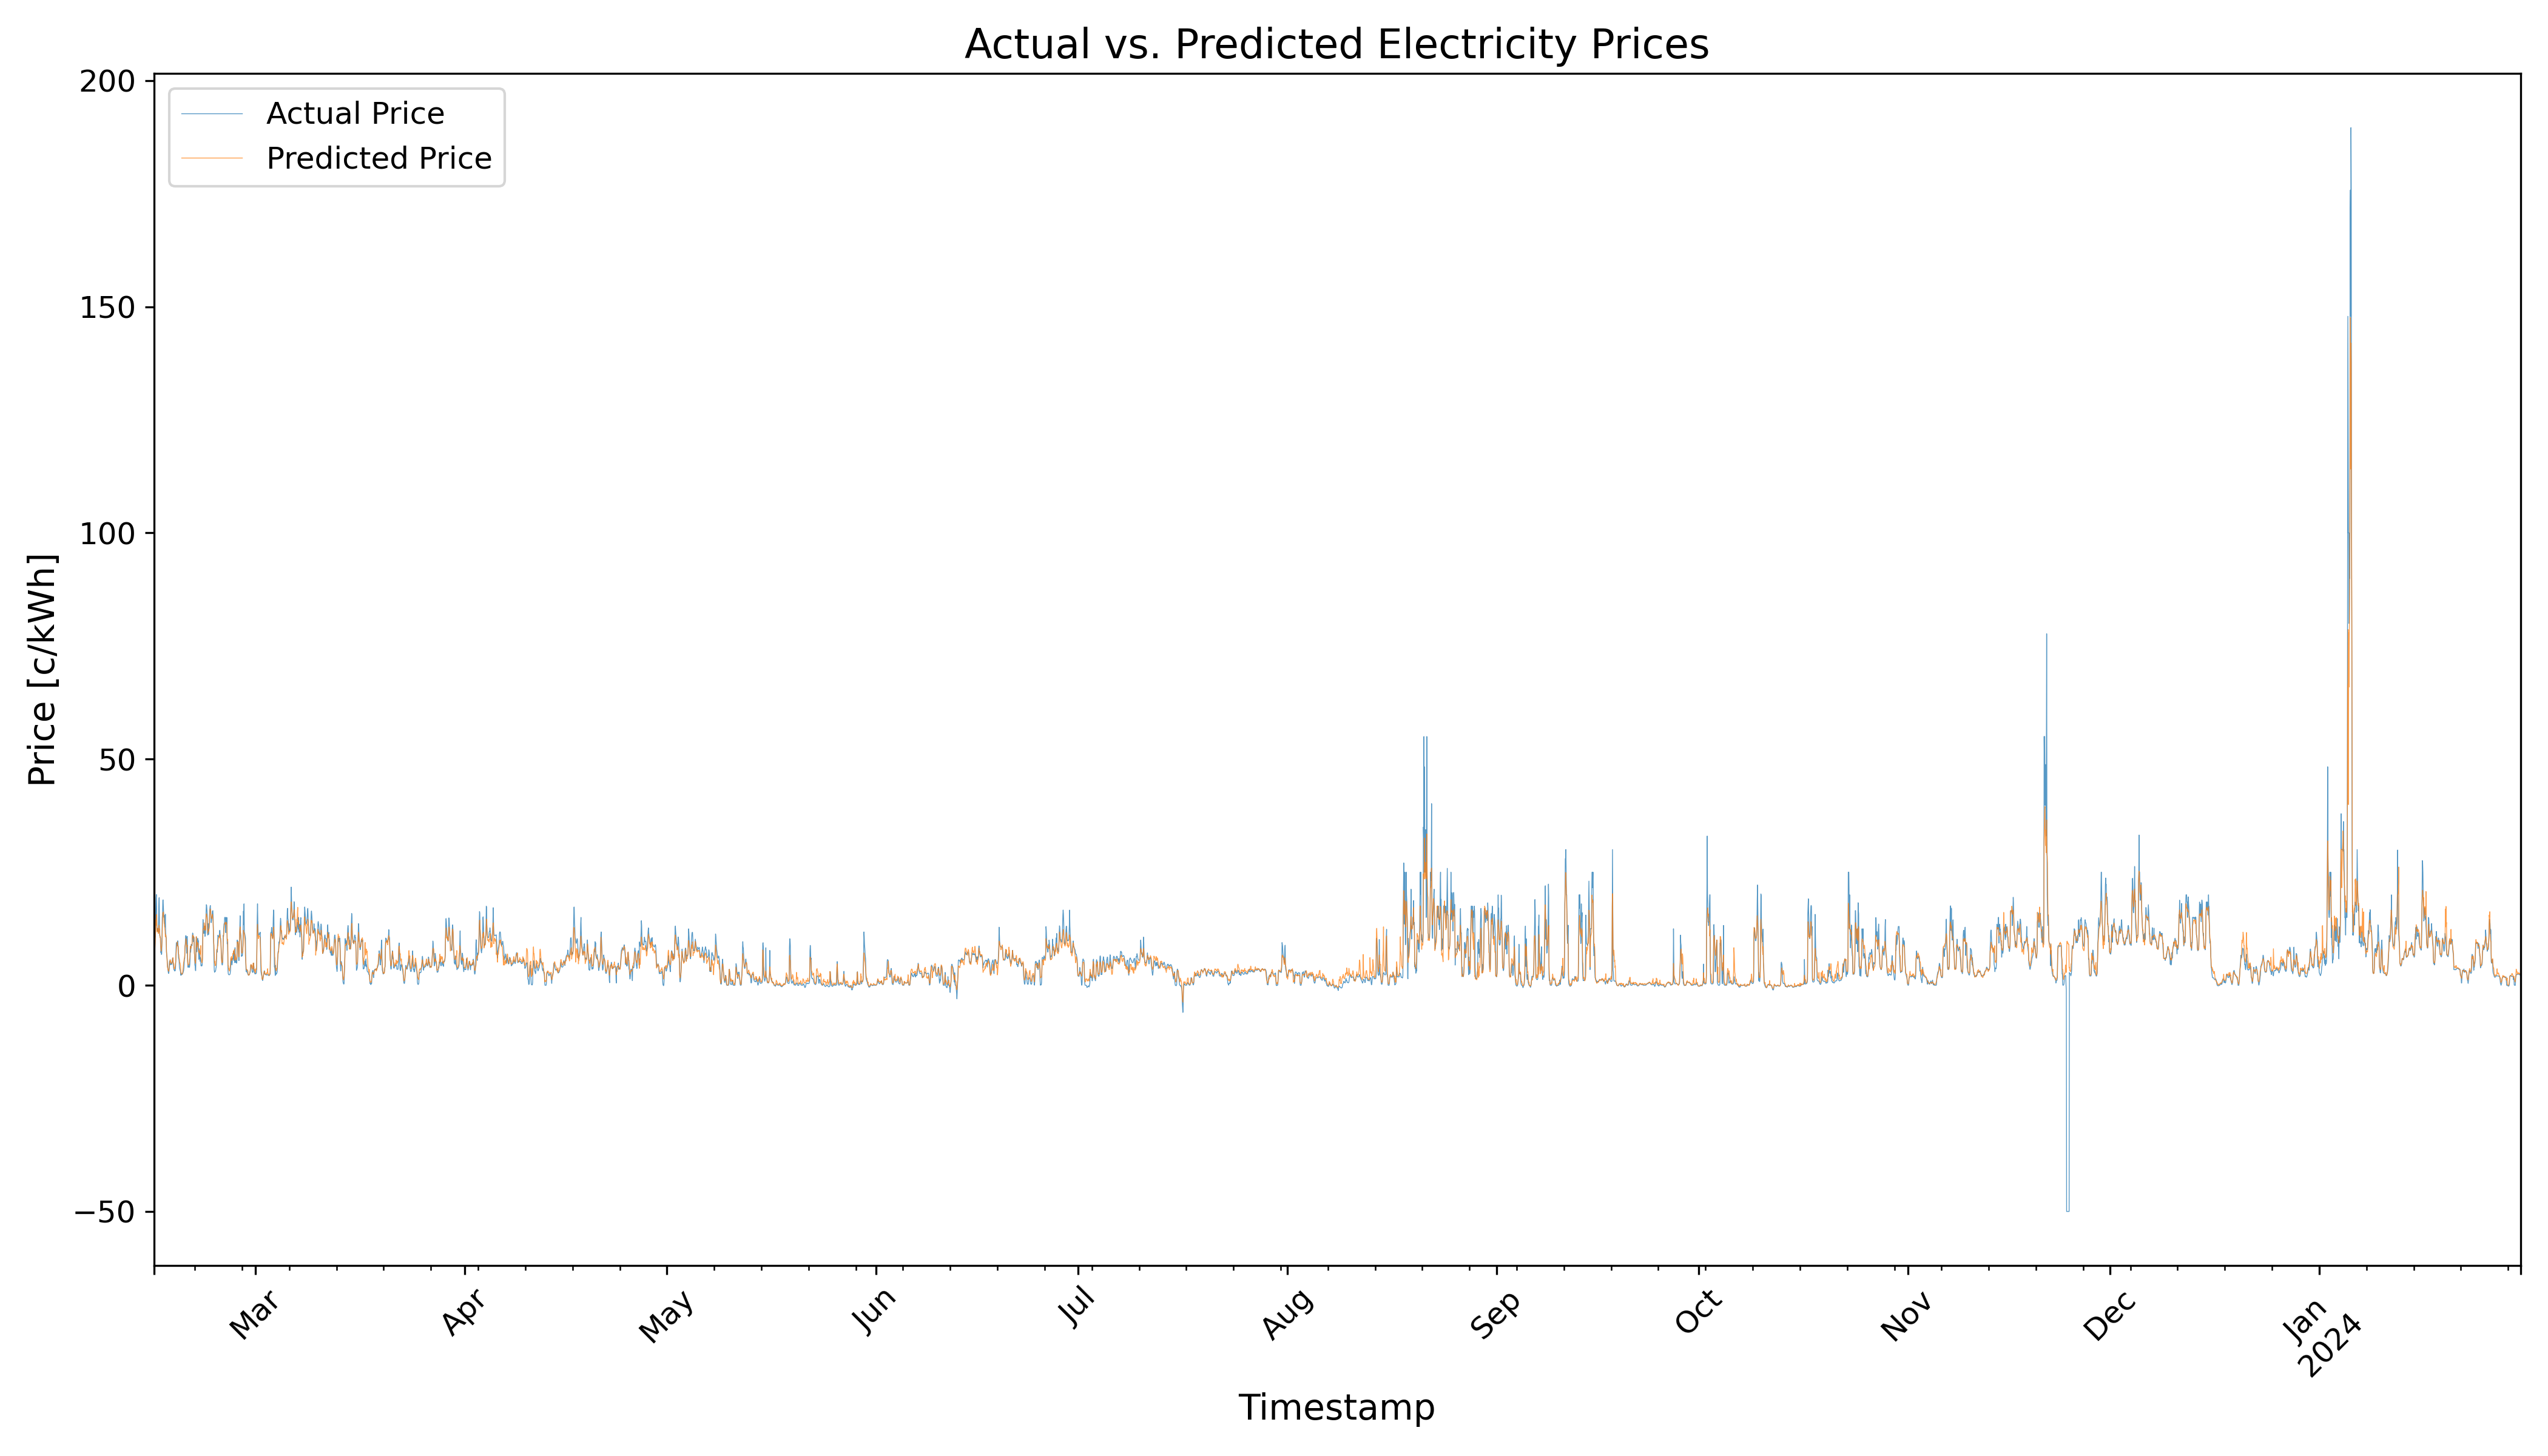 Actual vs. Predicted Electricity Prices
Actual Price
Predicted Price
Price [c/kWh]
200
150
100
50
0
−50
Mar
Apr
May
Jun
Jul
Aug
Sep
Oct
Nov
Dec
Jan
2024
Timestamp